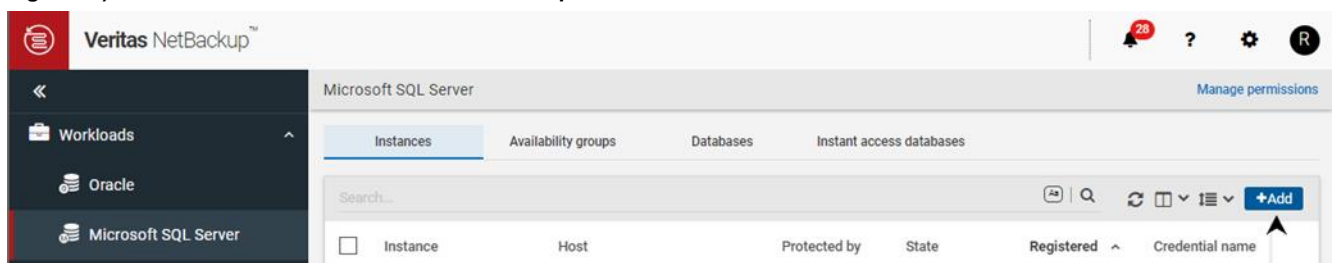 Veritas NetBackup™
28
?
R
«
Microsoft SQL Server
Manage permissions
Workloads
Instances Availability groups Databases Instant access databases
Oracle
Search...
Aa
+Add
Microsoft SQL Server
Instance Host Protected by State Registered Credential name